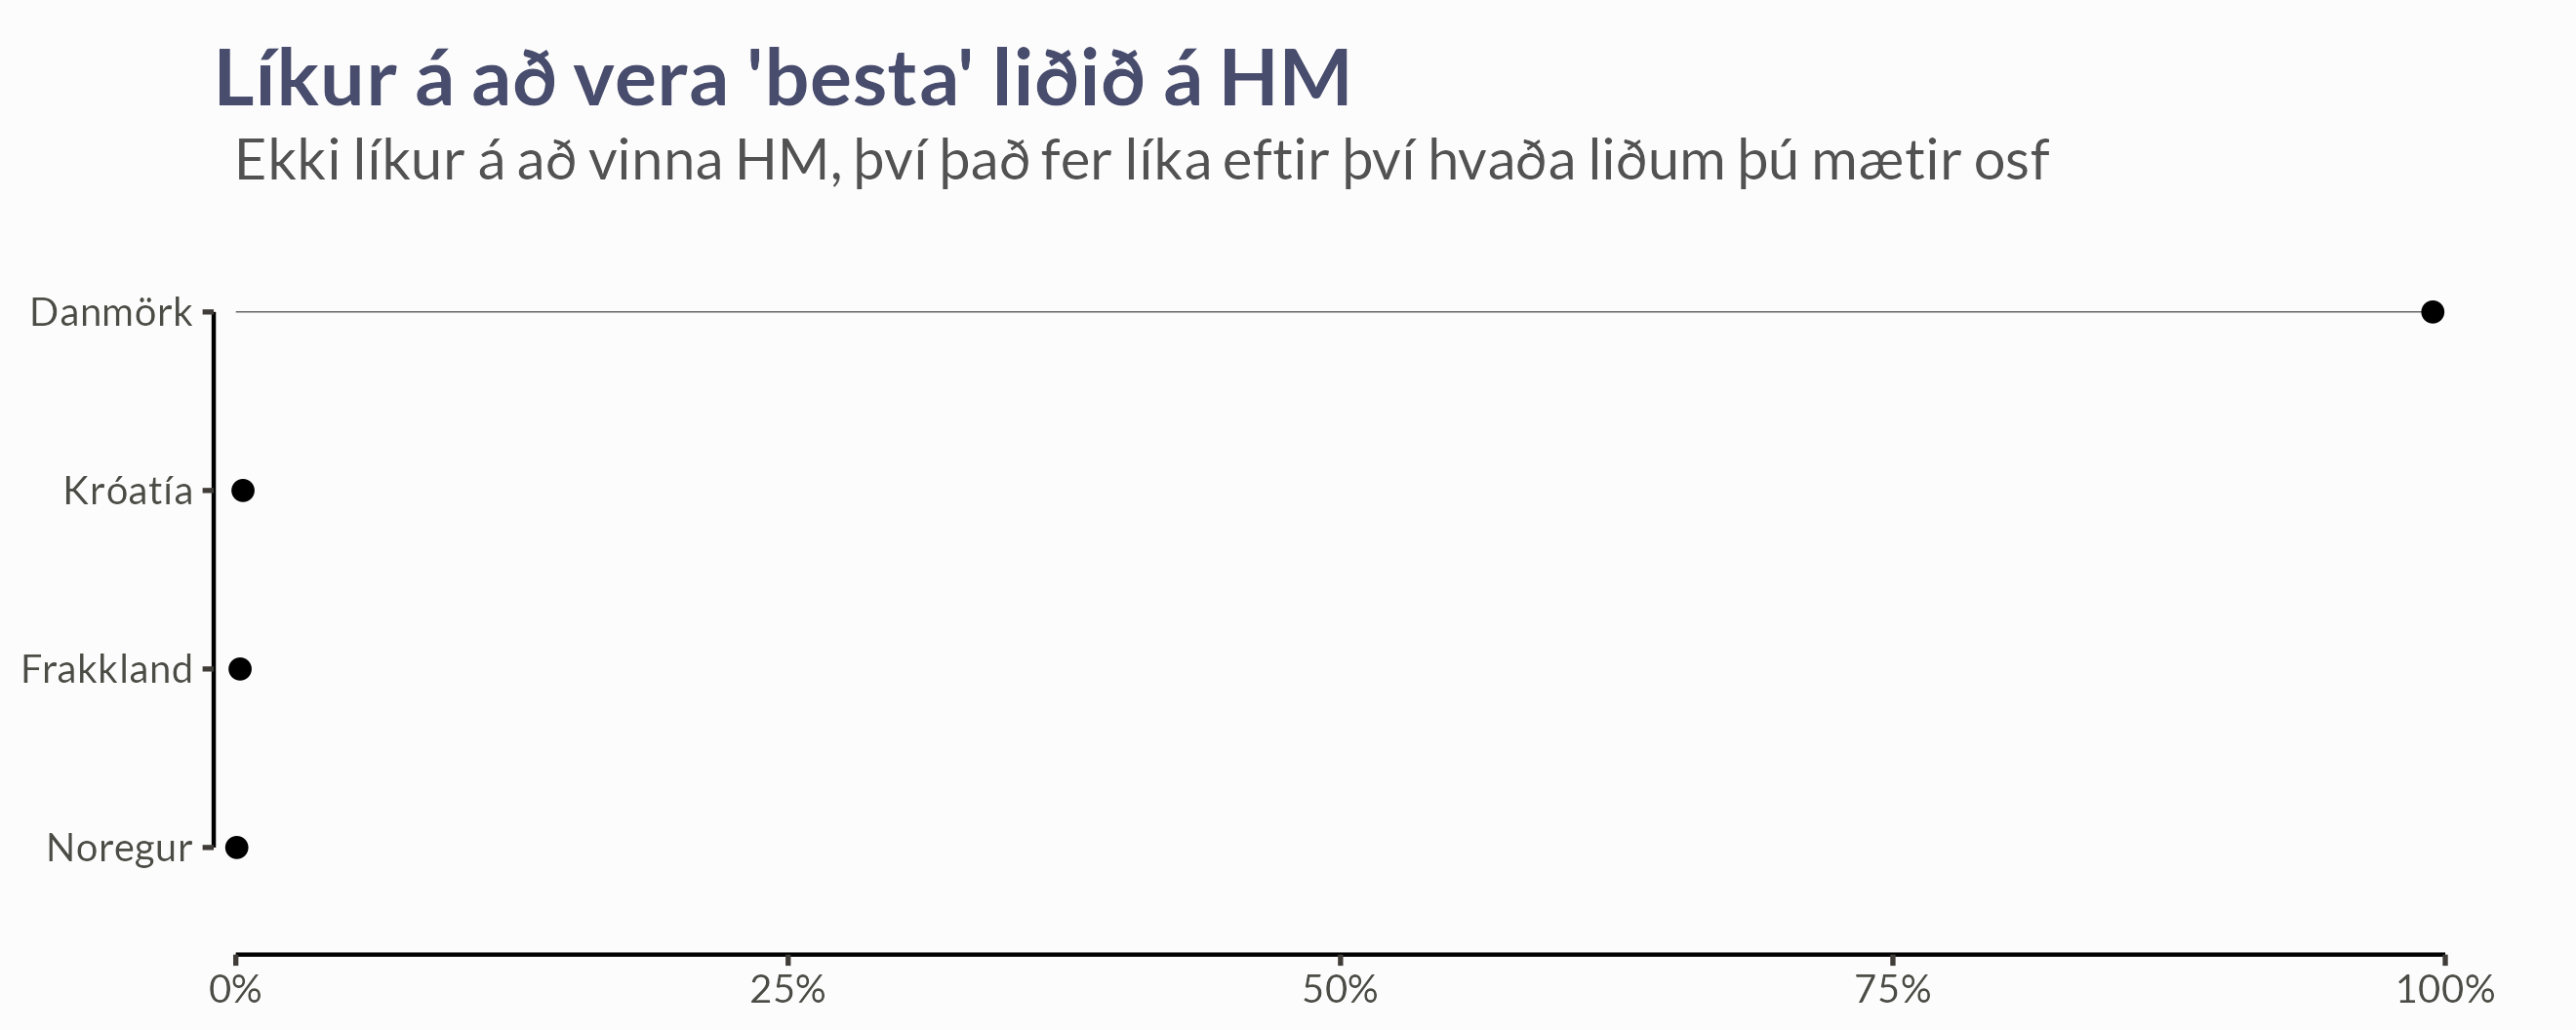 Líkur á að vera 'besta' liðið á HM
Ekki líkur á að vinna HM, því það fer líka eftir því hvaða liðum þú mætir osf
Danmörk
Króatía
Frakkland
Noregur
0% 25% 50% 75% 100%